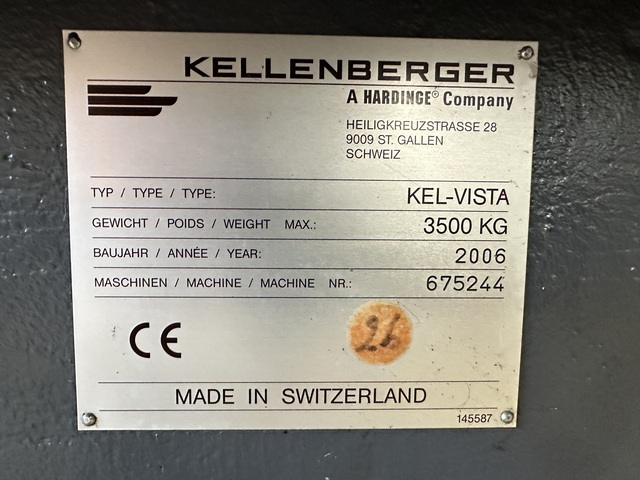 KELLENBERGER
A HARDINGE® Company
HEILIGKREUZSTRASSE 28
9009 ST. GALLEN
SCHWEIZ
TYP / TYPE / TYPE: KEL-VISTA
GEWICHT / POIDS / WEIGHT MAX.: 3500 KG
BAUJAHR / ANNÉE / YEAR: 2006
MASCHINEN / MACHINE / MACHINE NR.: 675244
CE
26
MADE IN SWITZERLAND
145587